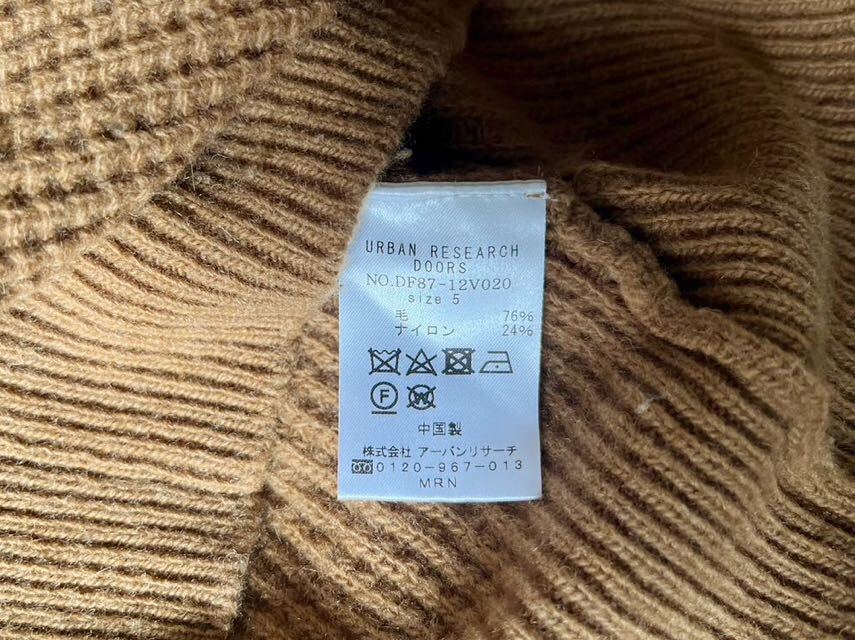 URBAN RESEARCH
DOORS
NO.DF87-12V020
size 5
毛 76%
ナイロン 24%
F W
中国製
株式会社 アーバンリサーチ
0120-967-013
MRN